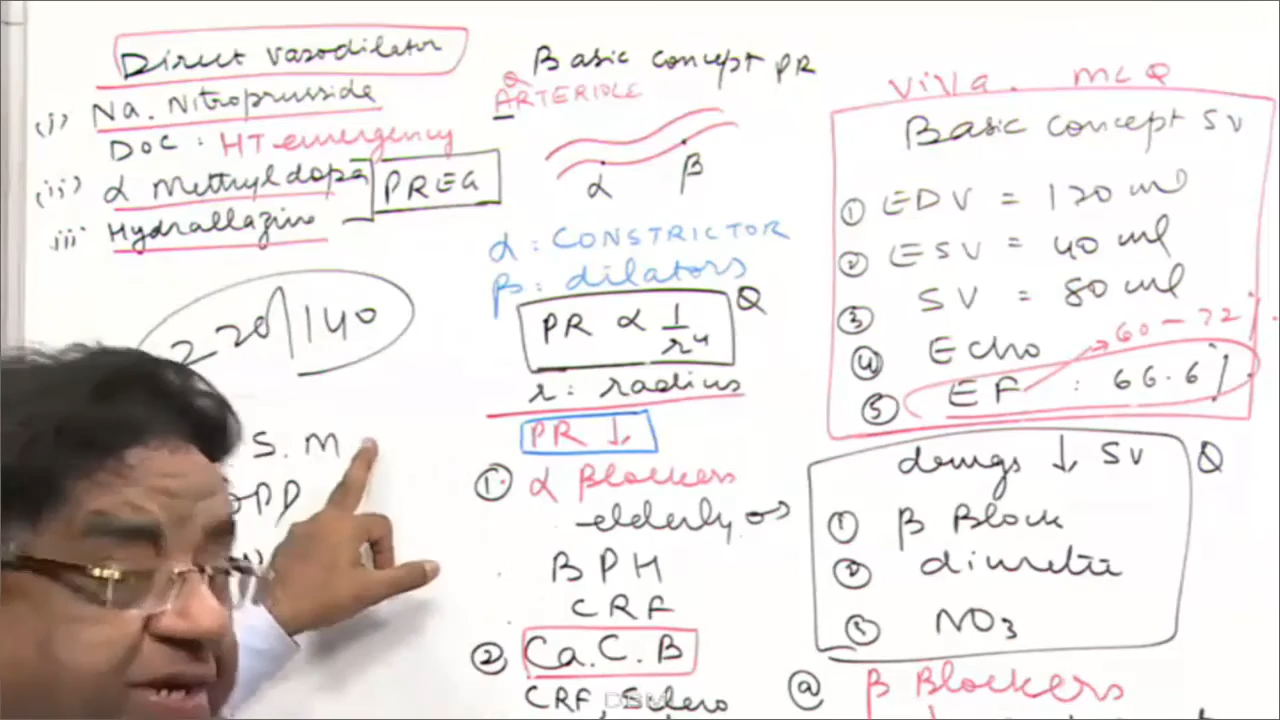 Direct vasodilator
(i) Na. Nitroprusside
DOC : HT emergency
(ii) α Methyldopa
iii Hydrallazine
PREG
220/140
S. M
OPD
Basic concept PR
Q
ARTERIOLE
α β
α : CONSTRICTOR
β : dilators
PR α 1/r⁴ Q
r : radius
PR ↓
① α Blockers
elderly ♂
BPH
CRF
② Ca. C. B
CRF, Sclero
ViVa. MCQ
Basic concept SV
① EDV = 120 ml
② ESV = 40 ml
③ SV = 80 ml
④ Echo
60 - 72 %
⑤ EF : 66.6 %
drugs ↓ SV Q
① β Block
② diuretic
③ NO3
@ β Blockers